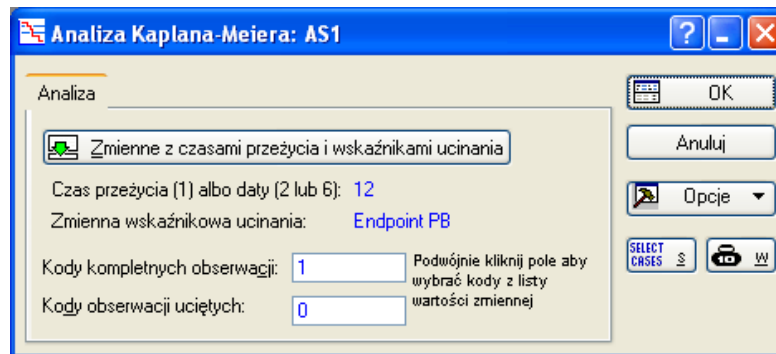 Analiza Kaplana-Meiera: AS1
Analiza
OK
Zmienne z czasami przeżycia i wskaźnikami ucinania
Anuluj
Czas przeżycia (1) albo daty (2 lub 6): 12
Opcje
Zmienna wskaźnikowa ucinania: Endpoint PB
SELECT CASES S
W
Kody kompletnych obserwacji: 1
Podwójnie kliknij pole aby
wybrać kody z listy
wartości zmiennej
Kody obserwacji uciętych: 0